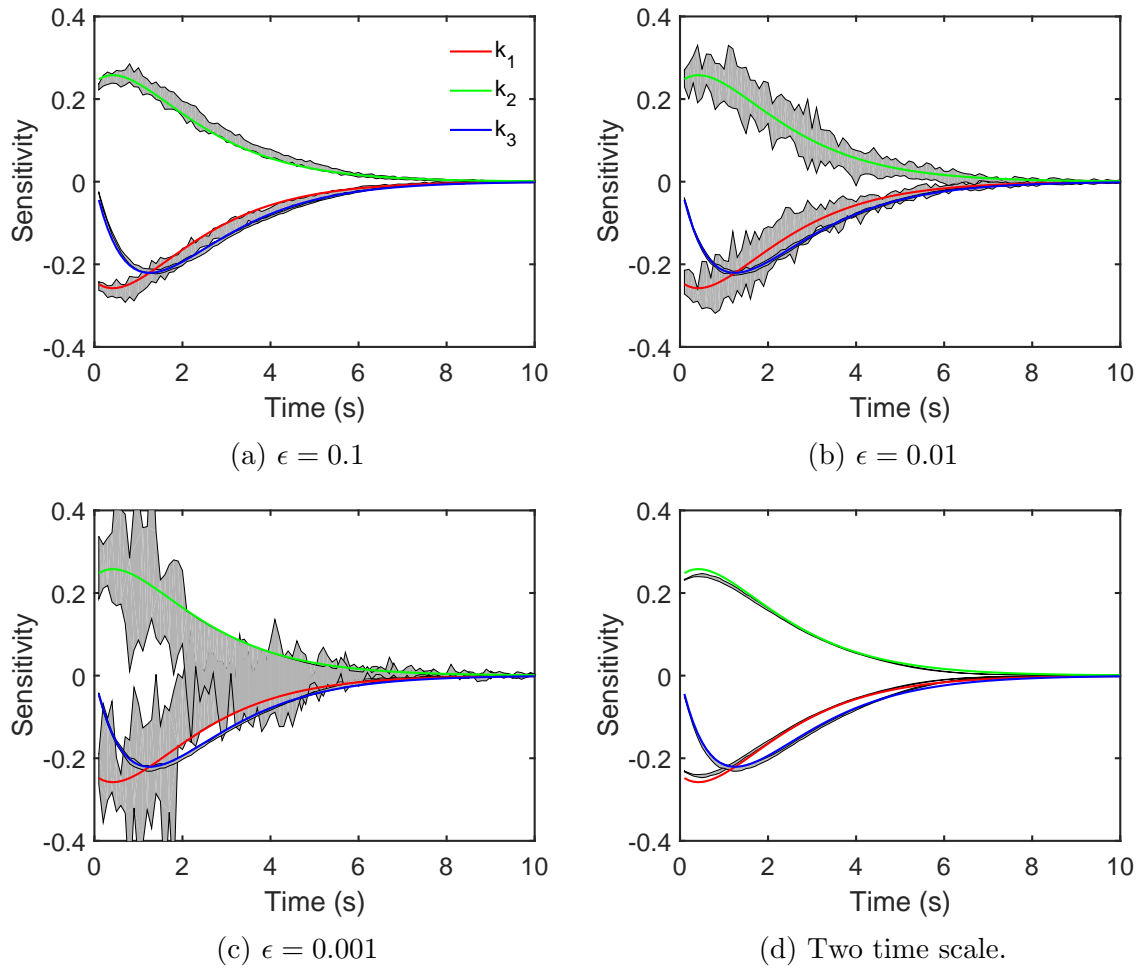 0.4
0.2
0
-0.2
-0.4
Sensitivity
0 2 4 6 8 10
Time (s)
k1
k2
k3
(a) ϵ = 0.1
0.4
0.2
0
-0.2
-0.4
Sensitivity
0 2 4 6 8 10
Time (s)
(b) ϵ = 0.01
0.4
0.2
0
-0.2
-0.4
Sensitivity
0 2 4 6 8 10
Time (s)
(c) ϵ = 0.001
0.4
0.2
0
-0.2
-0.4
Sensitivity
0 2 4 6 8 10
Time (s)
(d) Two time scale.